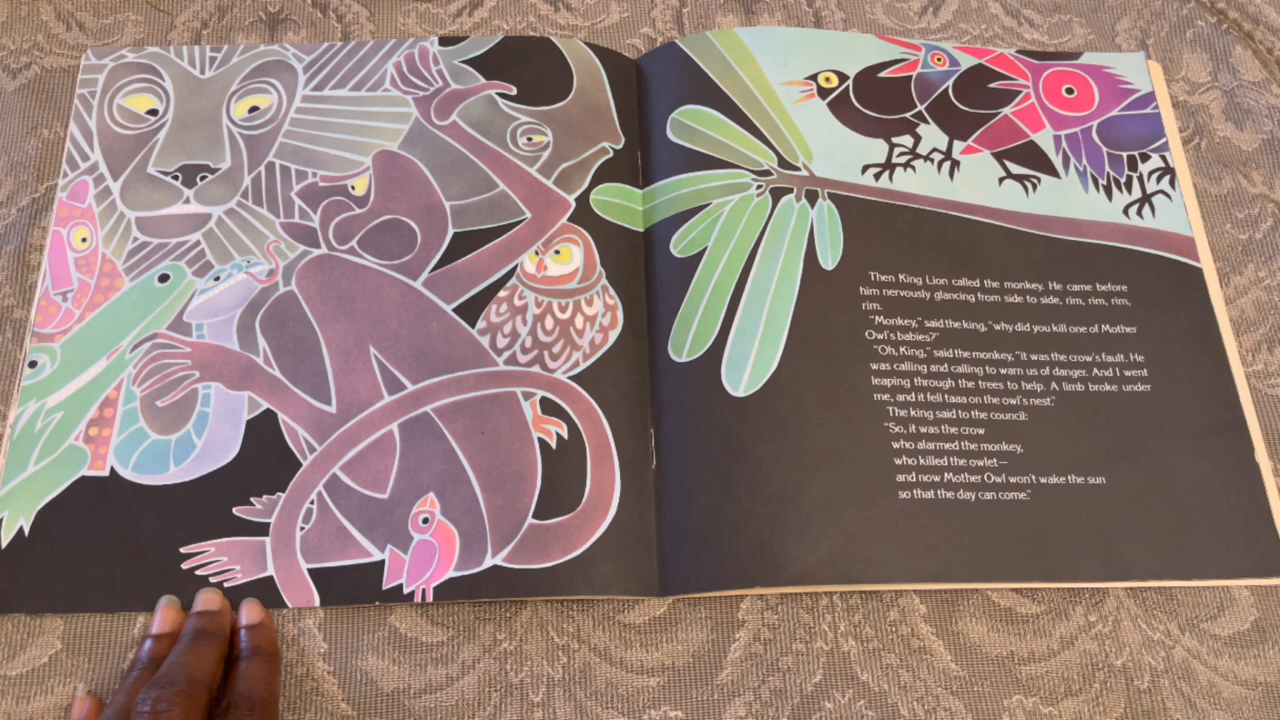 Then King Lion called the monkey. He came before
him nervously glancing from side to side, rim, rim, rim,
rim.
"Monkey," said the king, "why did you kill one of Mother
Owl's babies?"
"Oh, King," said the monkey, "it was the crow's fault. He
was calling and calling to warn us of danger. And I went
leaping through the trees to help. A limb broke under
me, and it fell taaa on the owl's nest."
The king said to the council:
"So, it was the crow
who alarmed the monkey,
who killed the owlet—
and now Mother Owl won't wake the sun
so that the day can come."